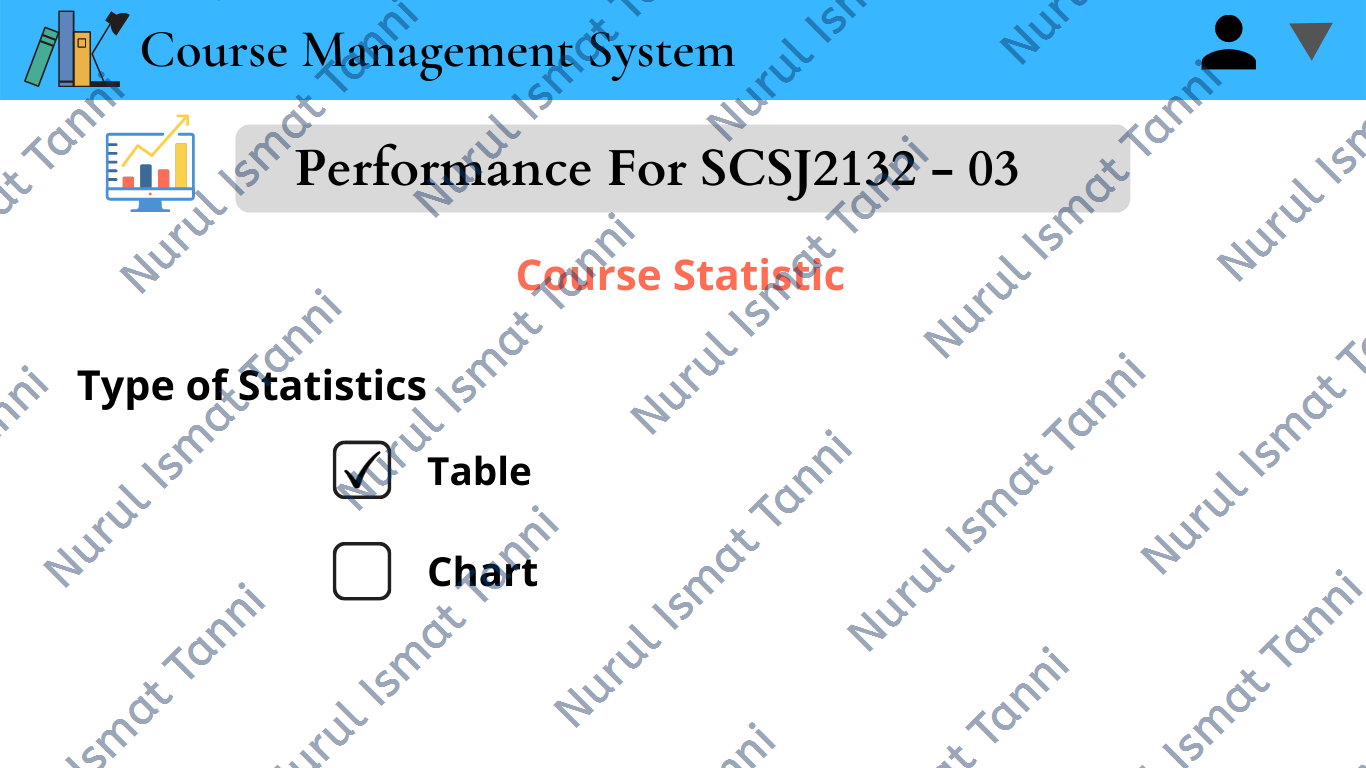 Course Management System
Performance For SCSJ2132 - 03
Course Statistic
Type of Statistics
Table
Chart
Nurul Ismat Tanni